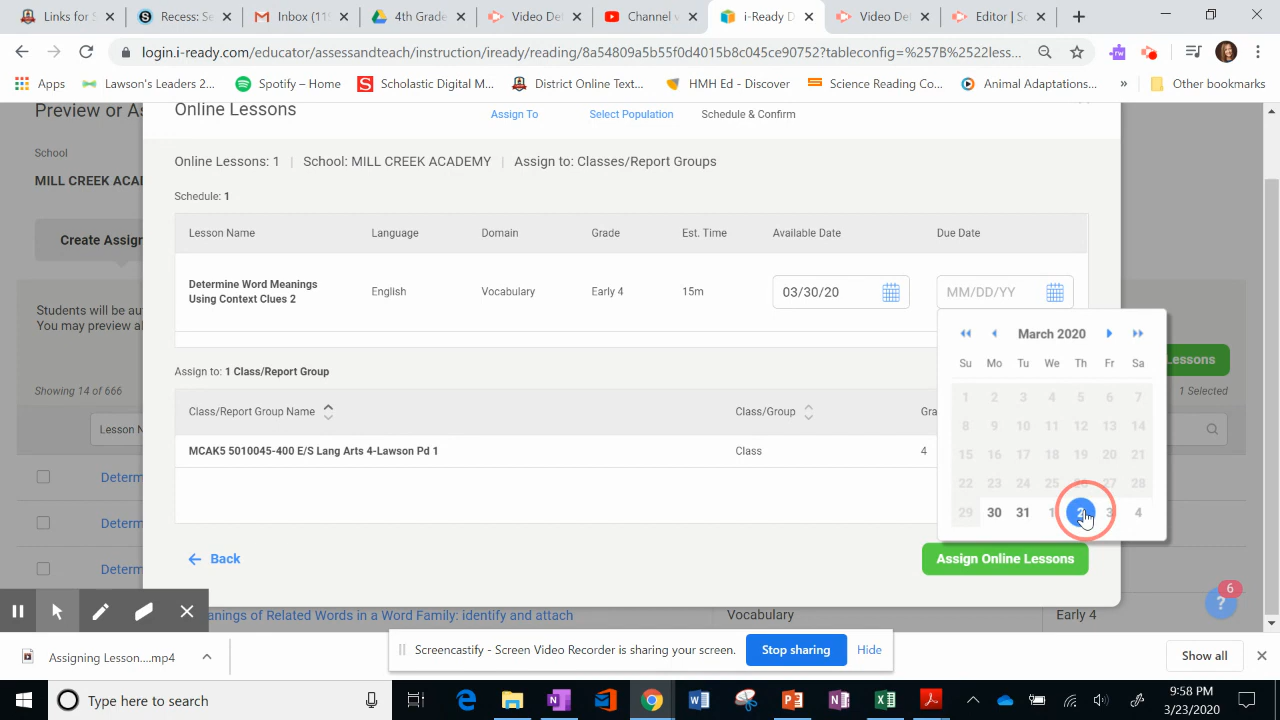 Links for S
Recess: Se
Inbox (119
4th Grade
Video Det
Channel v
i-Ready D
Video Det
Editor | Sc
login.i-ready.com/educator/assessandteach/instruction/iready/reading/8a54809a5b55f0d4015b8c045ce90752?tableconfig=%257B%2522less...
Apps
Lawson's Leaders 2...
Spotify – Home
Scholastic Digital M...
District Online Text...
HMH Ed - Discover
Science Reading Co...
Animal Adaptations...
»
Other bookmarks
Preview or As
Online Lessons
Assign To
Select Population
Schedule & Confirm
School
MILL CREEK ACA
Online Lessons: 1 | School: MILL CREEK ACADEMY | Assign to: Classes/Report Groups
Schedule: 1
Create Assign
Lesson Name
Language
Domain
Grade
Est. Time
Available Date
Due Date
Determine Word Meanings
Using Context Clues 2
English
Vocabulary
Early 4
15m
03/30/20
MM/DD/YY
Students will be au
You may preview al
March 2020
Su Mo Tu We Th Fr Sa
1 2 3 4 5 6 7
8 9 10 11 12 13 14
15 16 17 18 19 20 21
22 23 24 25 26 27 28
29 30 31 1 2 3 4
Lessons
Assign to: 1 Class/Report Group
Showing 14 of 666
1 Selected
Class/Report Group Name
Class/Group
Gra
Lesson N
MCAK5 5010045-400 E/S Lang Arts 4-Lawson Pd 1
Class
4
Determ
Determ
Back
Assign Online Lessons
Determ
6
?
anings of Related Words in a Word Family: identify and attach
Vocabulary
Early 4
Assigning Lesson....mp4
Screencastify - Screen Video Recorder is sharing your screen.
Stop sharing
Hide
Show all
Type here to search
9:58 PM
3/23/2020